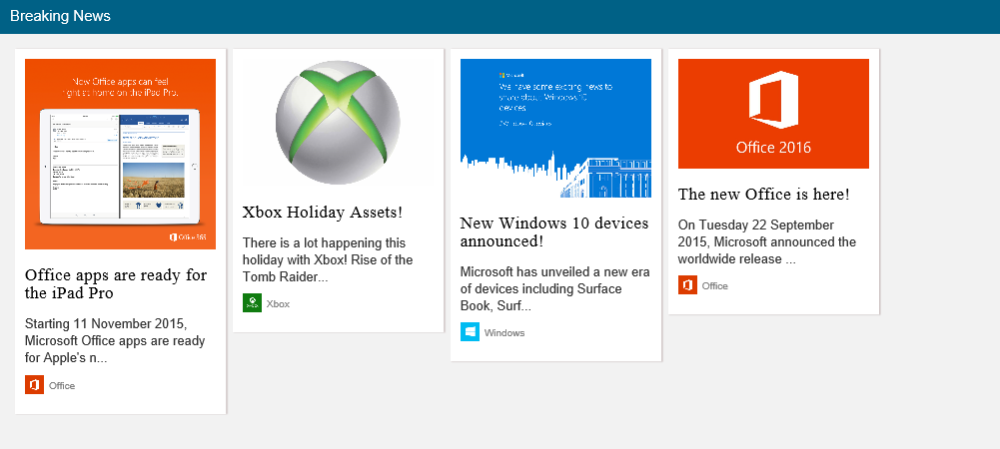 Breaking News
Now Office apps can feel
right at home on the iPad Pro.
Office 365
Office apps are ready for
the iPad Pro
Starting 11 November 2015,
Microsoft Office apps are ready
for Apple's n...
Office
Xbox Holiday Assets!
There is a lot happening this
holiday with Xbox! Rise of the
Tomb Raider...
Xbox
Microsoft
We have some exciting news to
share about Windows 10
devices.
New Windows 10 devices
announced!
Microsoft has unveiled a new era
of devices including Surface
Book, Surf...
Windows
Office 2016
The new Office is here!
On Tuesday 22 September
2015, Microsoft announced the
worldwide release ...
Office